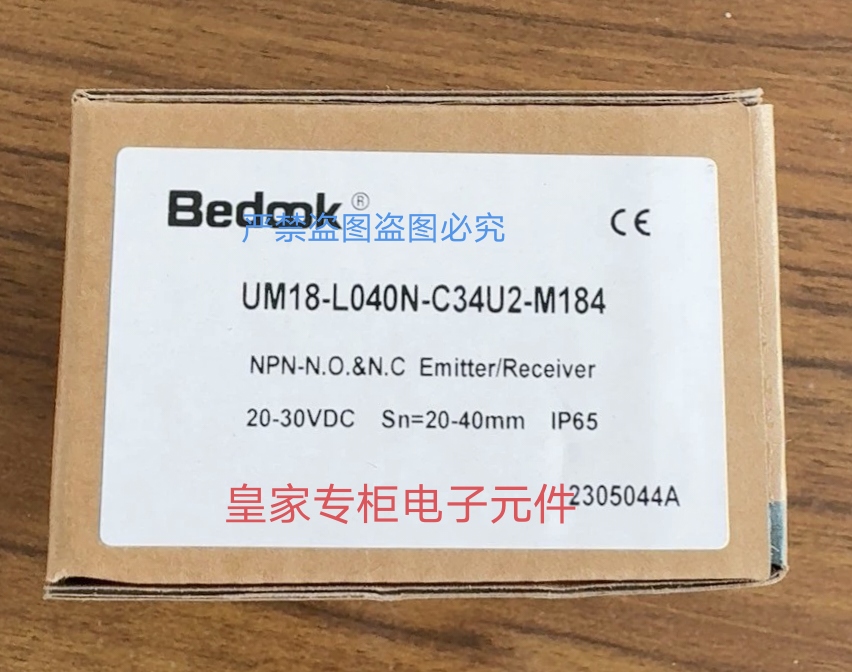 Bedook®
严禁盗图盗图必究
CE
UM18-L040N-C34U2-M184
NPN-N.O.&N.C Emitter/Receiver
20-30VDC Sn=20-40mm IP65
皇家专柜电子元件
2305044A